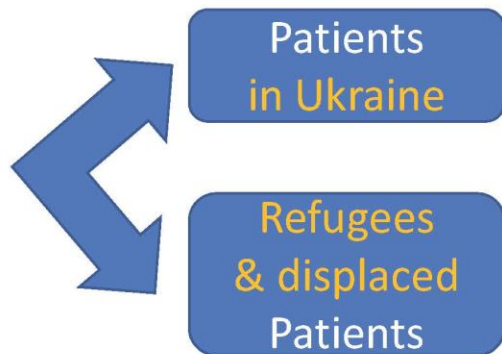 Patients
in Ukraine
Refugees
& displaced
Patients